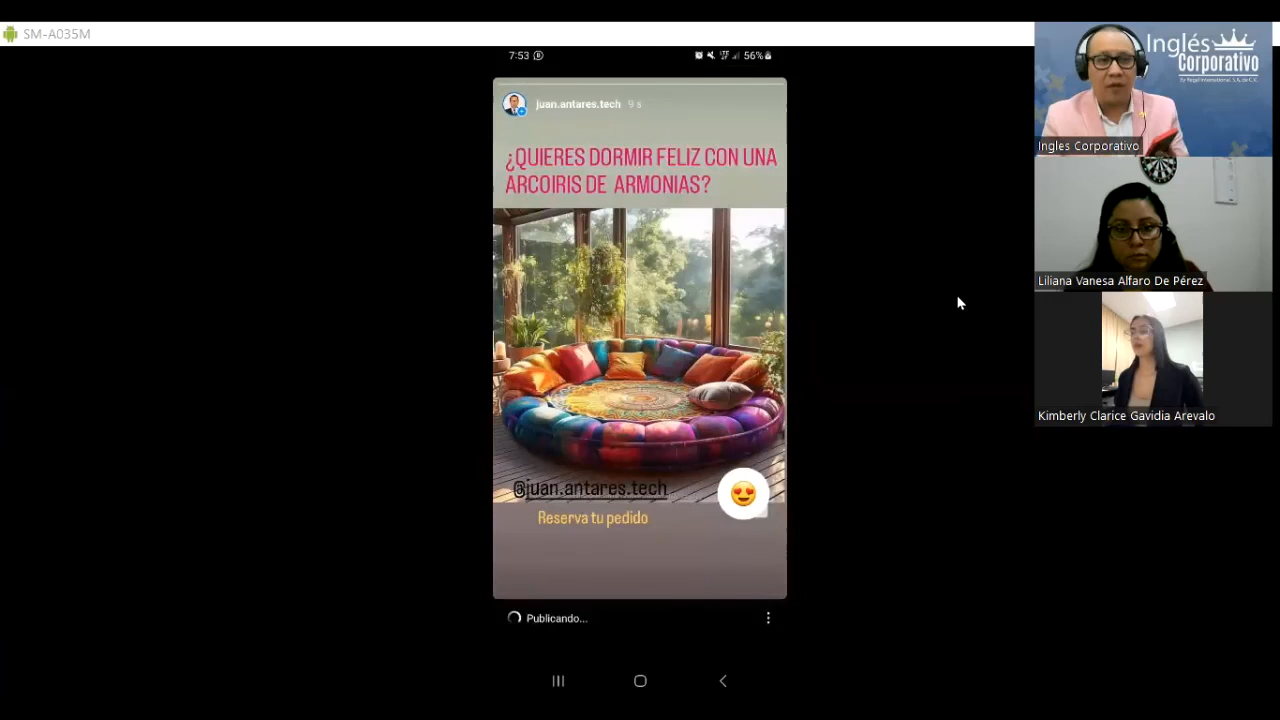 SM-A035M
7:53
56%
juan.antares.tech 9 s
¿QUIERES DORMIR FELIZ CON UNA
ARCOIRIS DE ARMONIAS?
@juan.antares.tech
Reserva tu pedido
Publicando...
Inglés
Corporativo
Ingles Corporativo
Liliana Vanesa Alfaro De Pérez
Kimberly Clarice Gavidia Arevalo